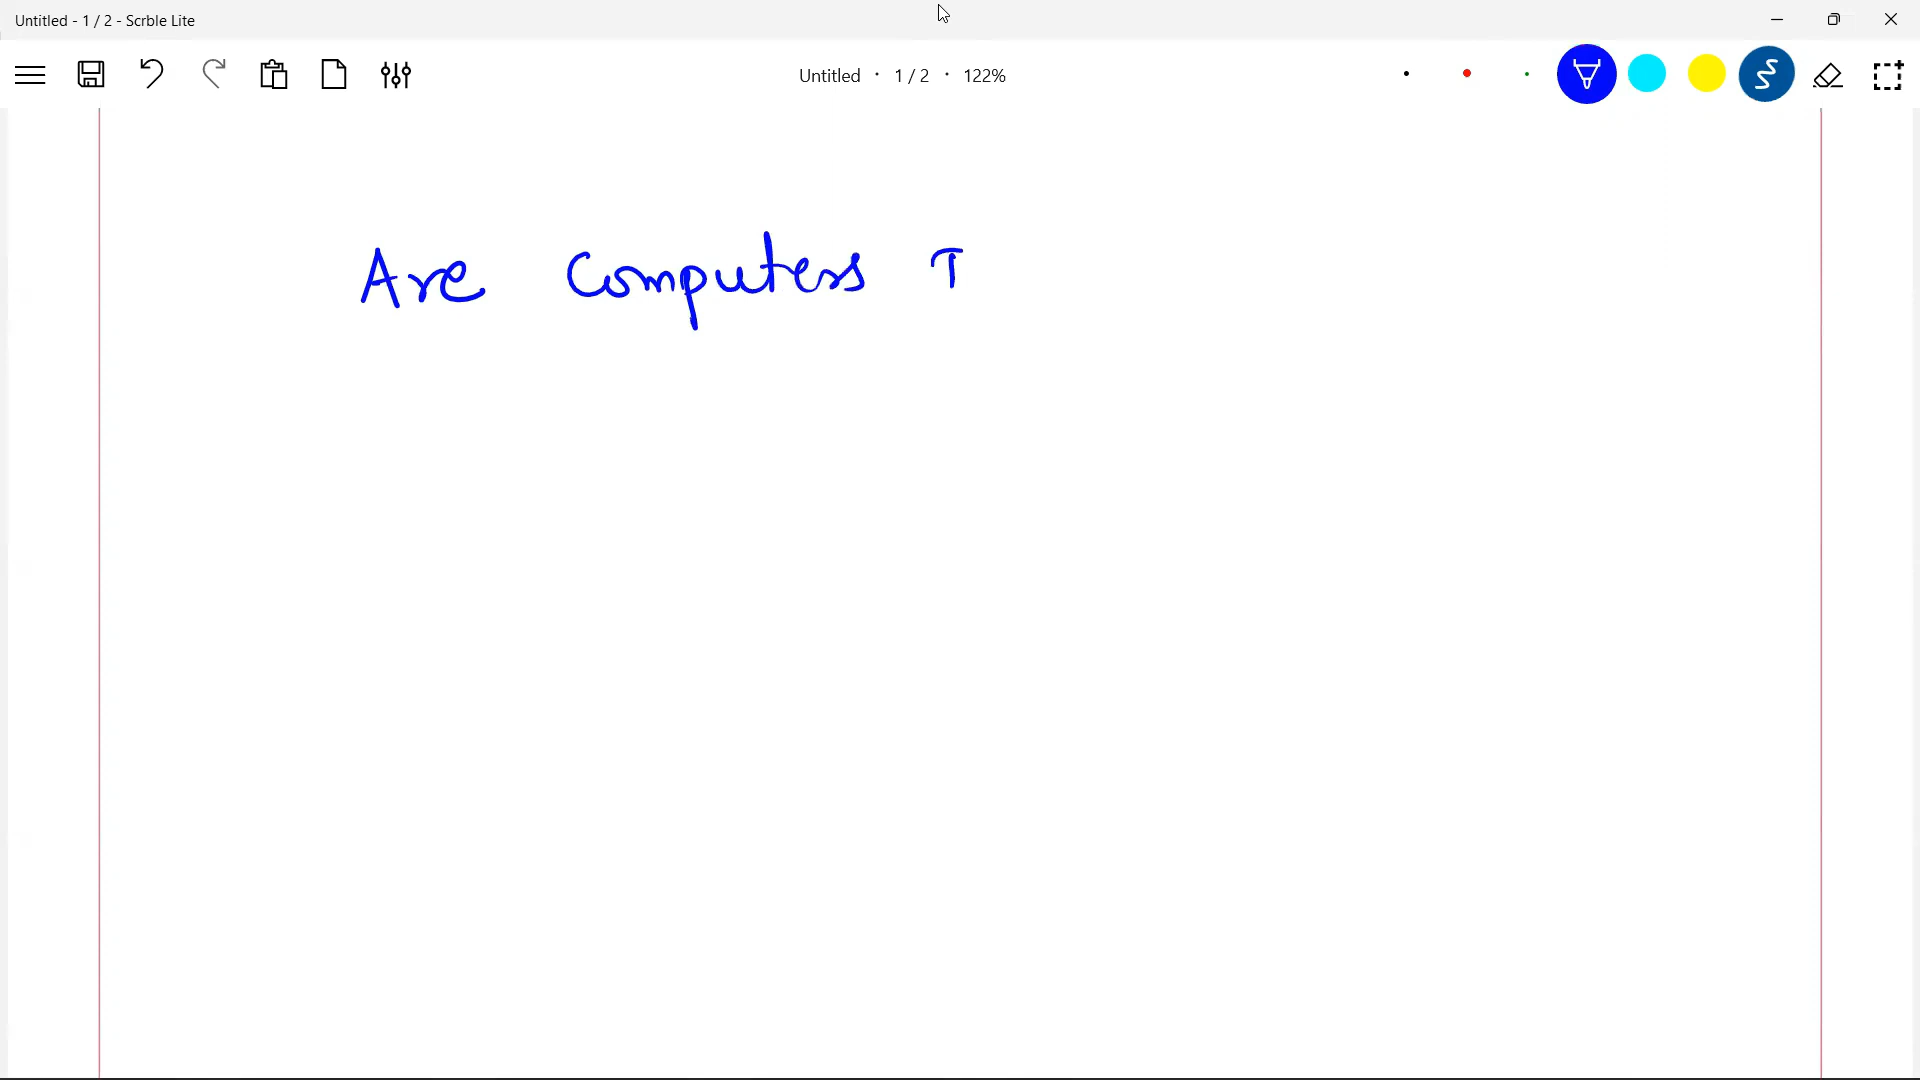 Untitled - 1 / 2 - Scrble Lite
Untitled · 1 / 2 · 122%
Are Computers T